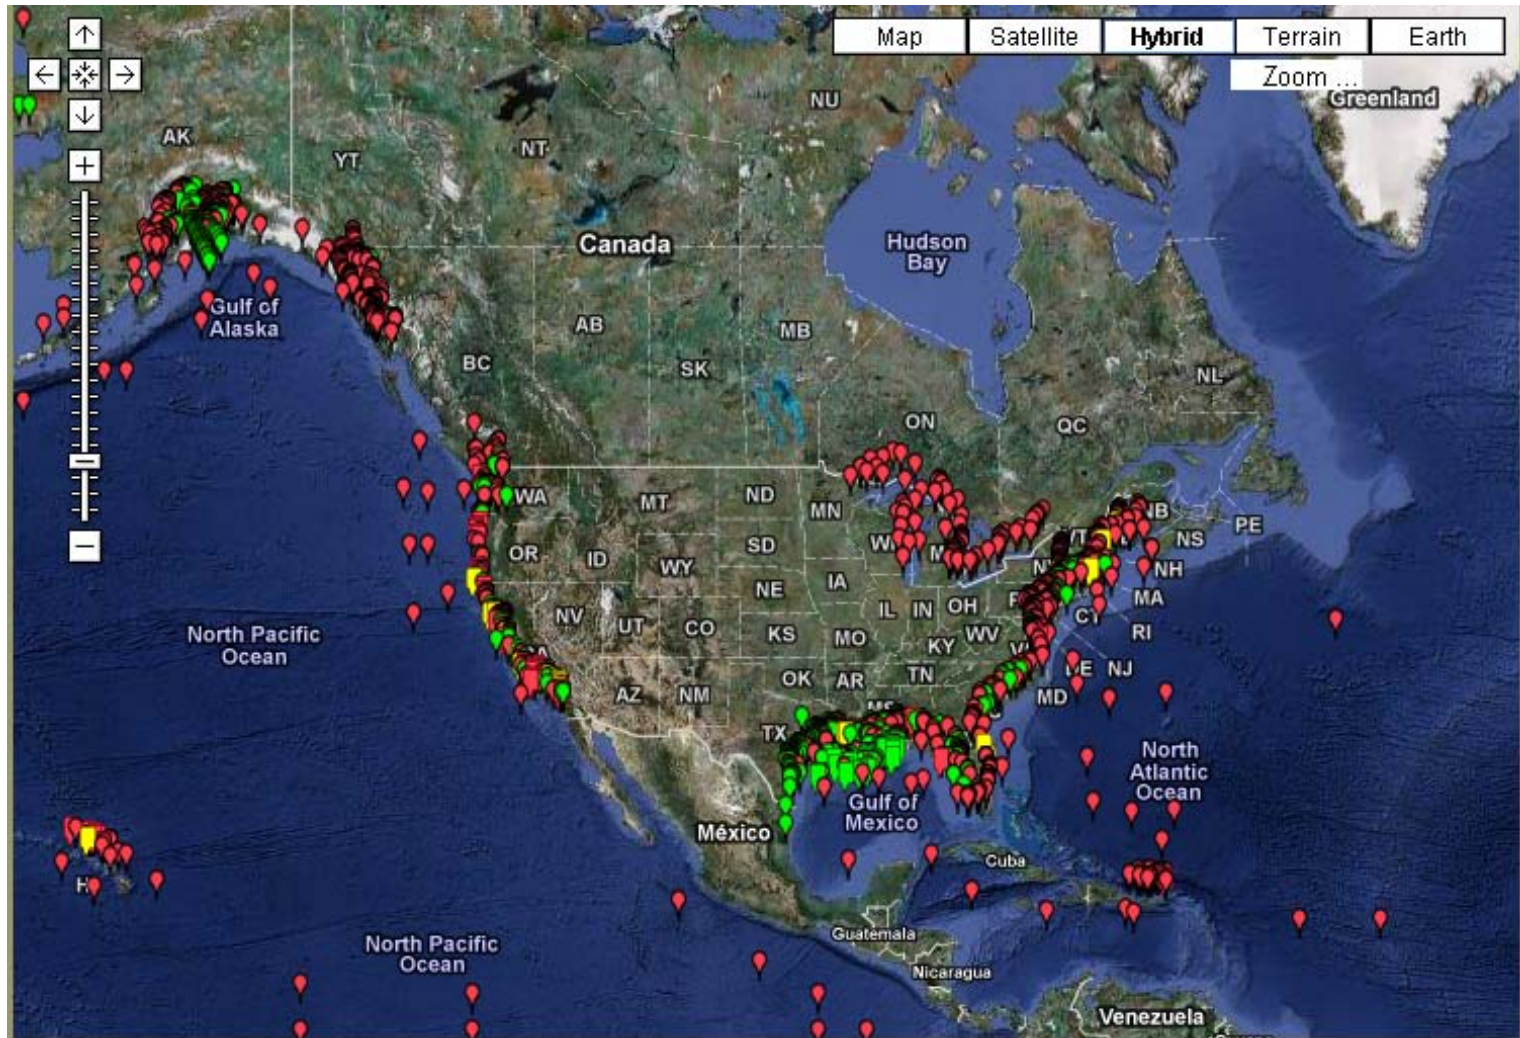 Map
Satellite
Hybrid
Terrain
Earth
Zoom ...
Greenland
NU
AK
YT
NT
Canada
Hudson
Bay
Gulf of
Alaska
AB
MB
BC
SK
NL
ON
QC
WA
MT
ND
MN
NB
PE
NS
OR
ID
SD
WY
IA
NE
NH
MA
NV
UT
CO
KS
MO
IL
IN
OH
KY
WV
RI
North Pacific
Ocean
AZ
NM
OK
AR
TN
NJ
MD
TX
North
Atlantic
Ocean
Gulf of
Mexico
México
Cuba
Guatemala
North Pacific
Ocean
Nicaragua
Venezuela